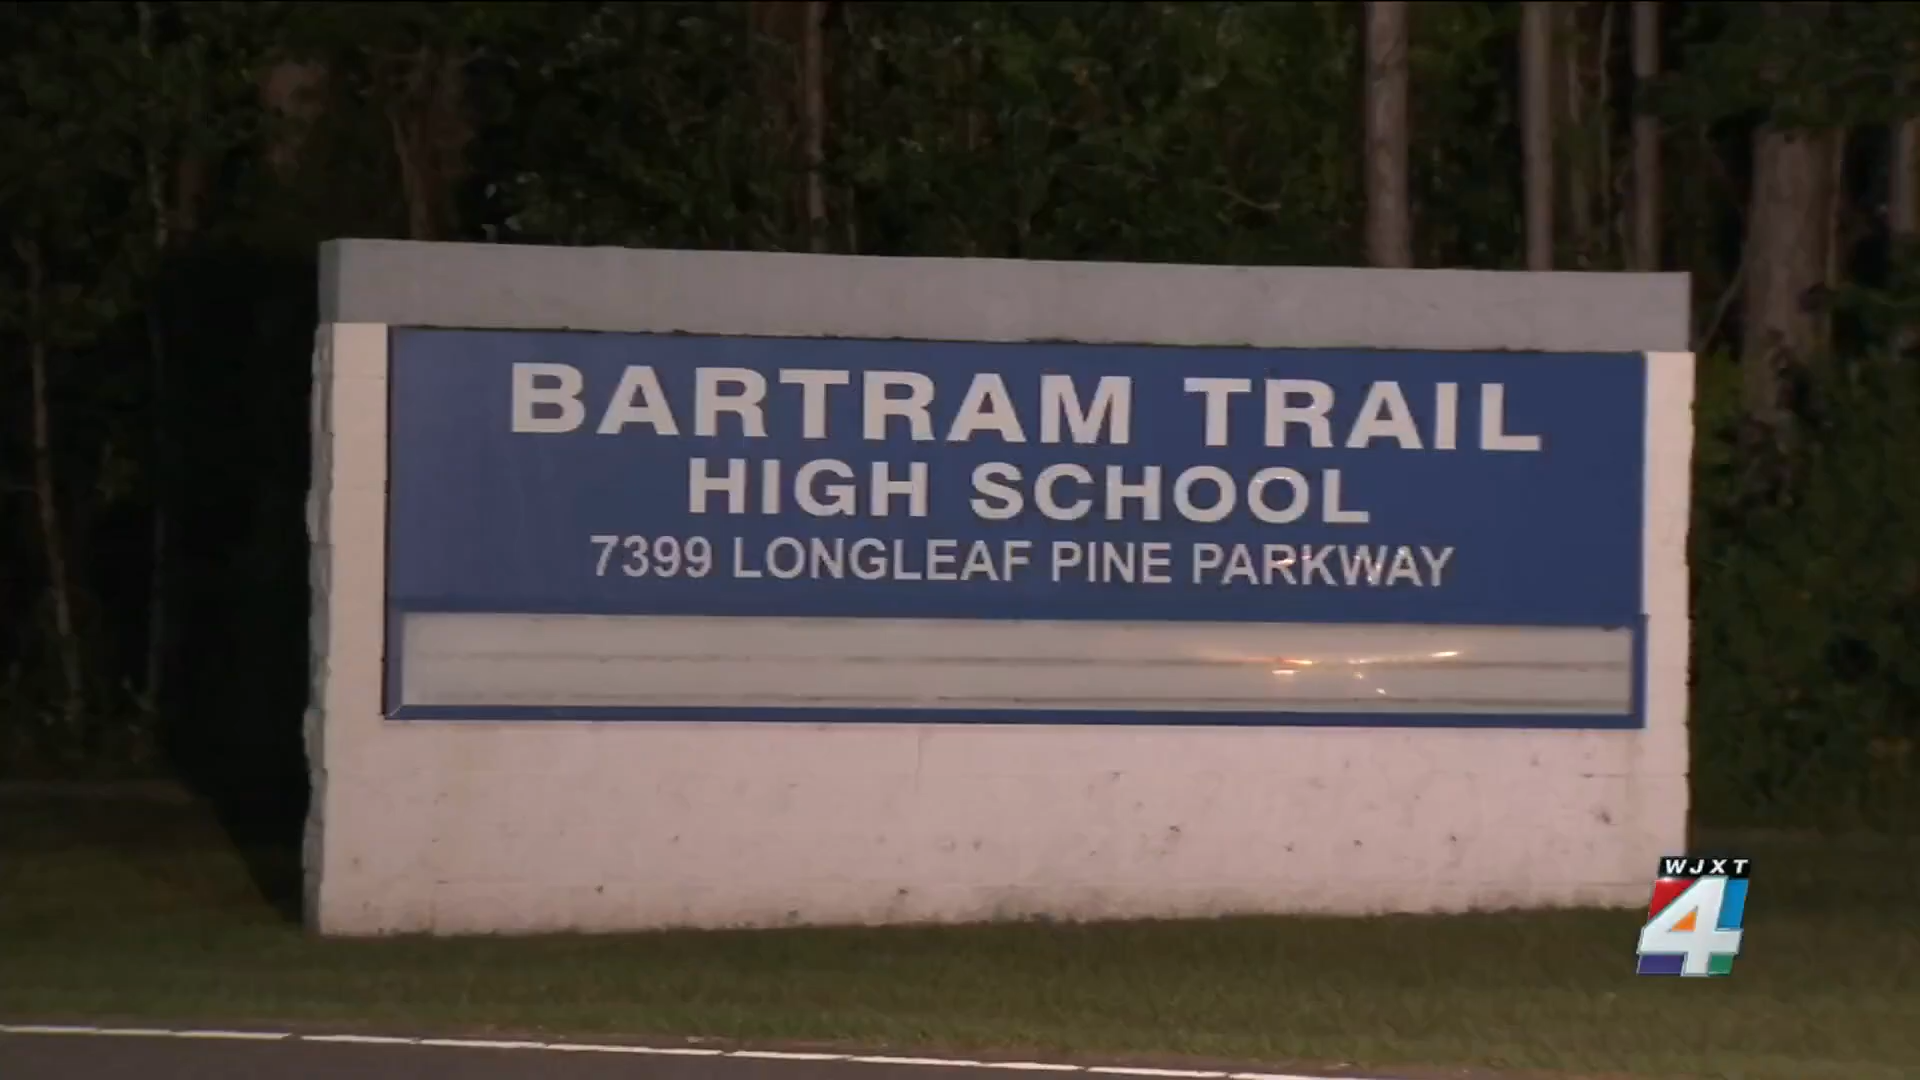 BARTRAM TRAIL
HIGH SCHOOL
7399 LONGLEAF PINE PARKWAY
WJXT
4